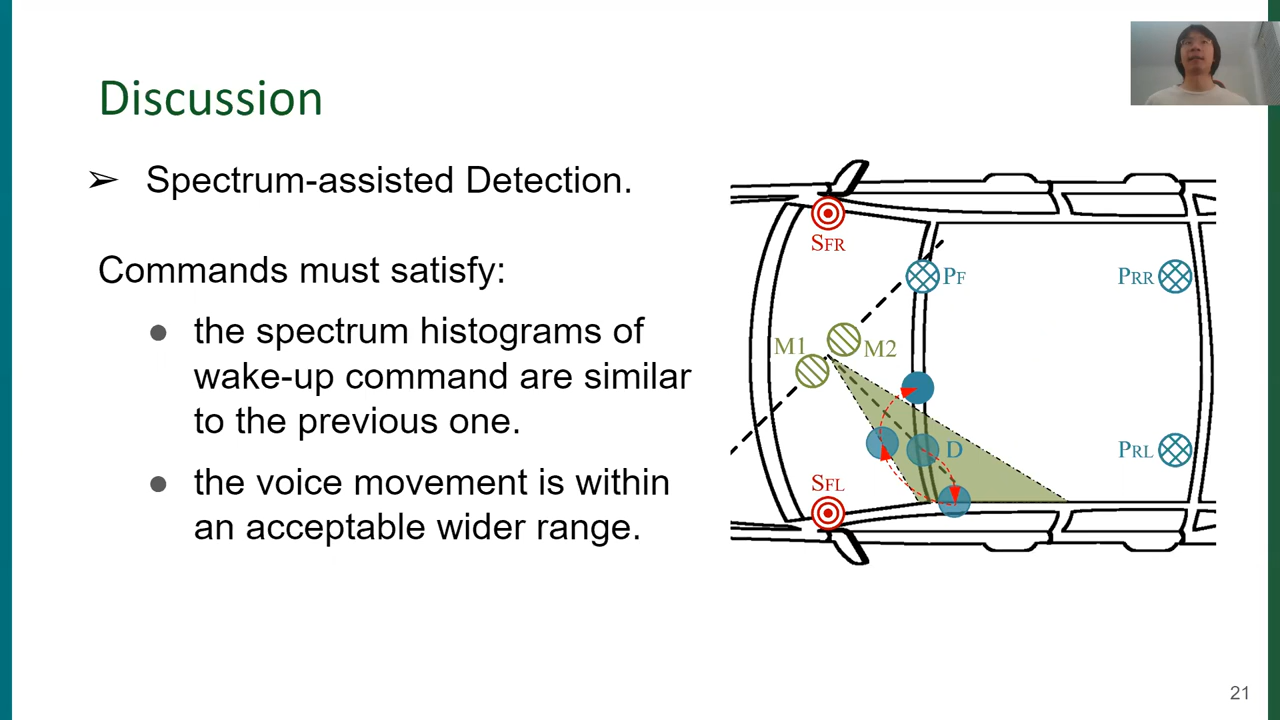 Discussion
➢ Spectrum-assisted Detection.
Commands must satisfy:
● the spectrum histograms of
wake-up command are similar
to the previous one.
● the voice movement is within
an acceptable wider range.
SFR
PF
PRR
M1
M2
D
PRL
SFL
21